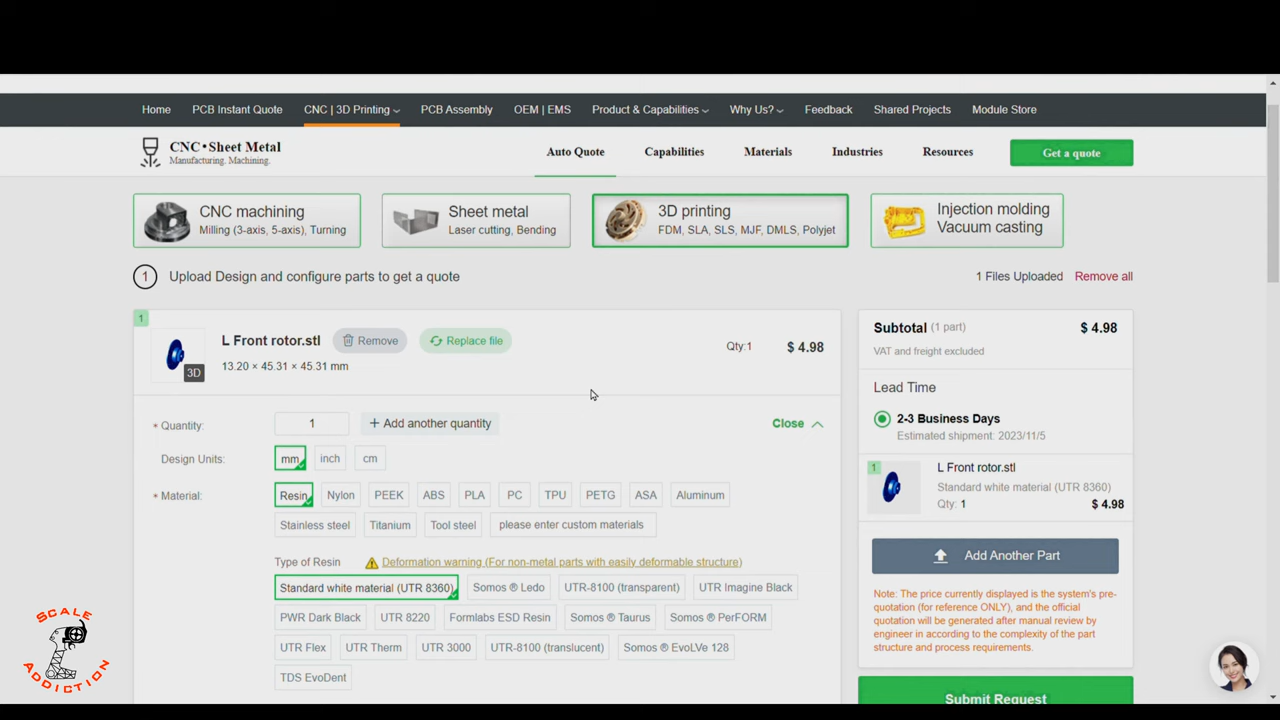 Home PCB Instant Quote CNC | 3D Printing PCB Assembly OEM | EMS Product & Capabilities Why Us? Feedback Shared Projects Module Store
CNC•Sheet Metal
Manufacturing. Machining.
Auto Quote Capabilities Materials Industries Resources Get a quote
CNC machining
Milling (3-axis, 5-axis), Turning
Sheet metal
Laser cutting, Bending
3D printing
FDM, SLA, SLS, MJF, DMLS, Polyjet
Injection molding
Vacuum casting
1 Upload Design and configure parts to get a quote
1 Files Uploaded Remove all
1
3D
L Front rotor.stl Remove Replace file
13.20 × 45.31 × 45.31 mm
Qty:1 $ 4.98
* Quantity: 1 + Add another quantity Close
Design Units: mm inch cm
* Material: Resin Nylon PEEK ABS PLA PC TPU PETG ASA Aluminum
Stainless steel Titanium Tool steel please enter custom materials
Type of Resin Deformation warning (For non-metal parts with easily deformable structure)
Standard white material (UTR 8360) Somos ® Ledo UTR-8100 (transparent) UTR Imagine Black
PWR Dark Black UTR 8220 Formlabs ESD Resin Somos ® Taurus Somos ® PerFORM
UTR Flex UTR Therm UTR 3000 UTR-8100 (translucent) Somos ® EvoLVe 128
TDS EvoDent
Subtotal (1 part) $ 4.98
VAT and freight excluded
Lead Time
2-3 Business Days
Estimated shipment: 2023/11/5
1
L Front rotor.stl
Standard white material (UTR 8360)
Qty: 1 $ 4.98
Add Another Part
Note: The price currently displayed is the system's pre-
quotation (for reference ONLY), and the official
quotation will be generated after manual review by
engineer in according to the complexity of the part
structure and process requirements.
Submit Request
SCALE
ADDICTION